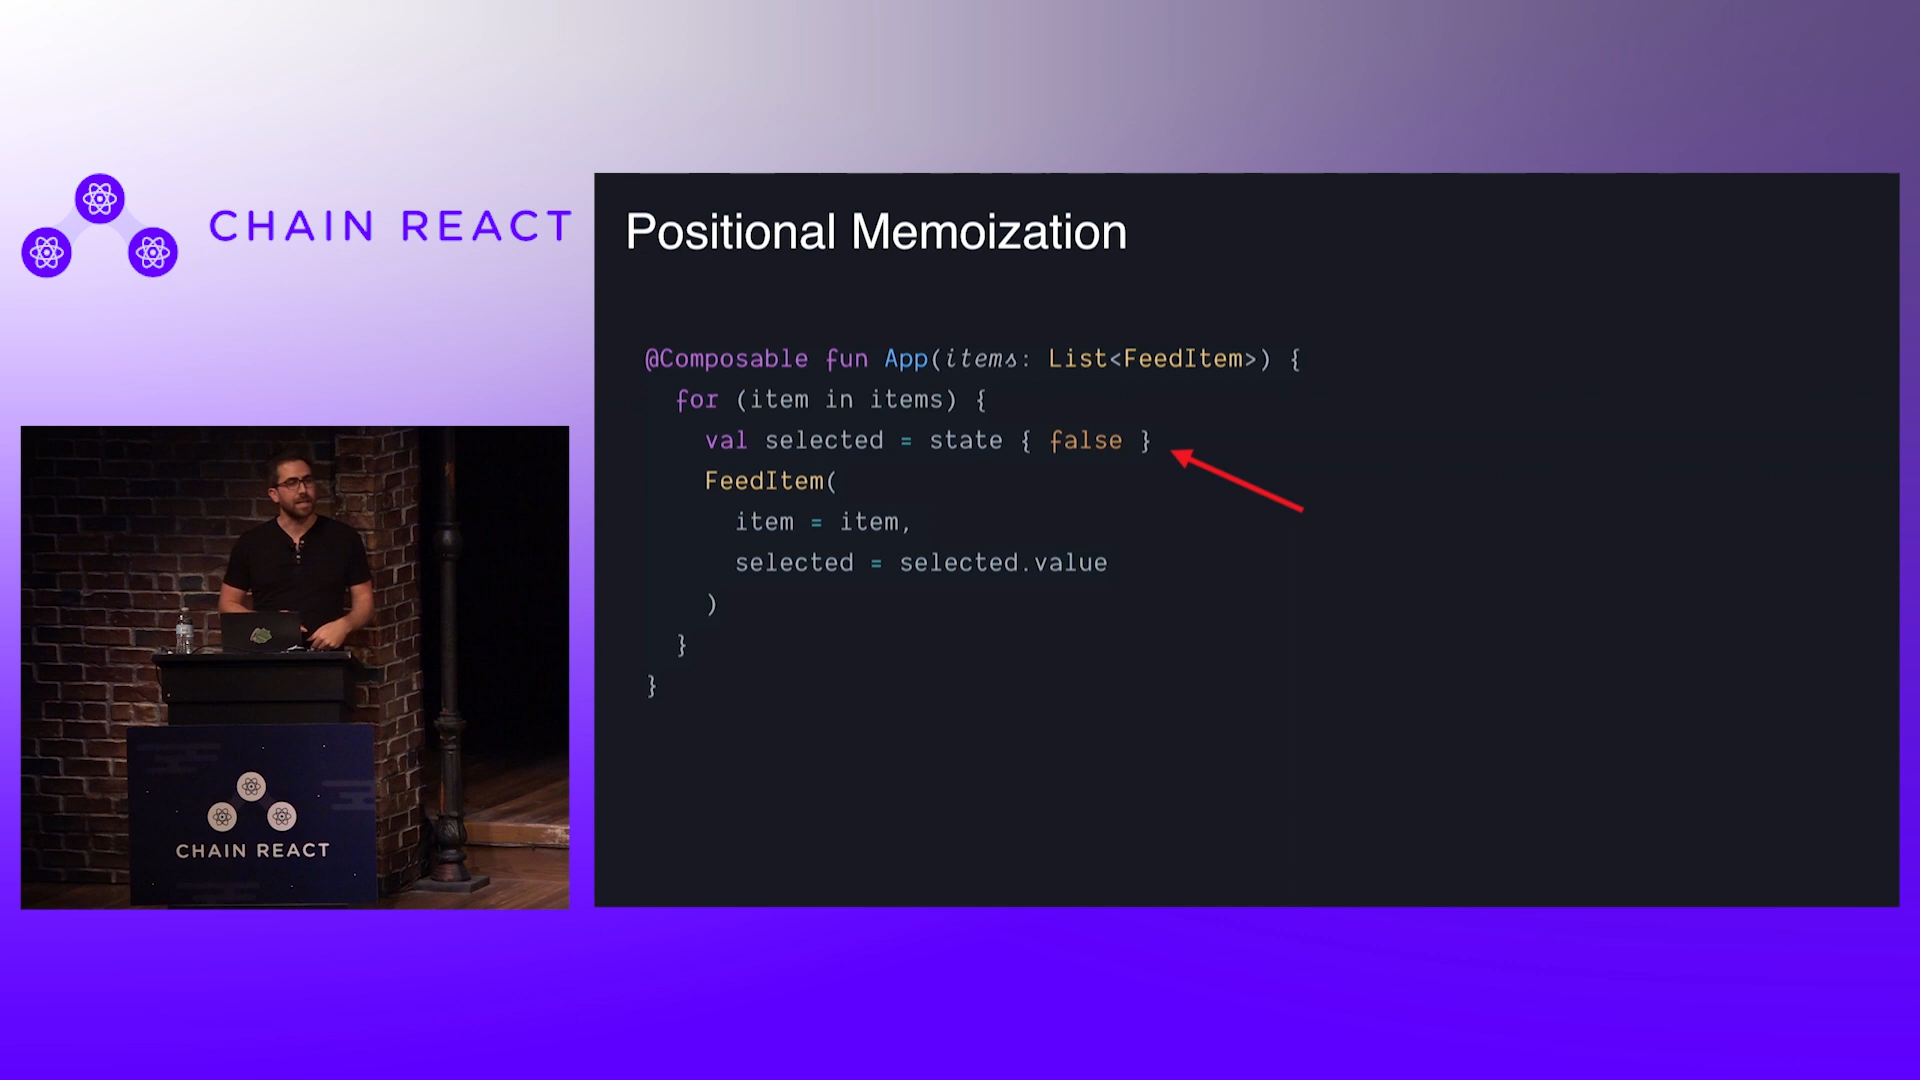 CHAIN REACT
Positional Memoization
@Composable fun App(items: List<FeedItem>) {
for (item in items) {
val selected = state { false }
FeedItem(
item = item,
selected = selected.value
)
}
}
CHAIN REACT